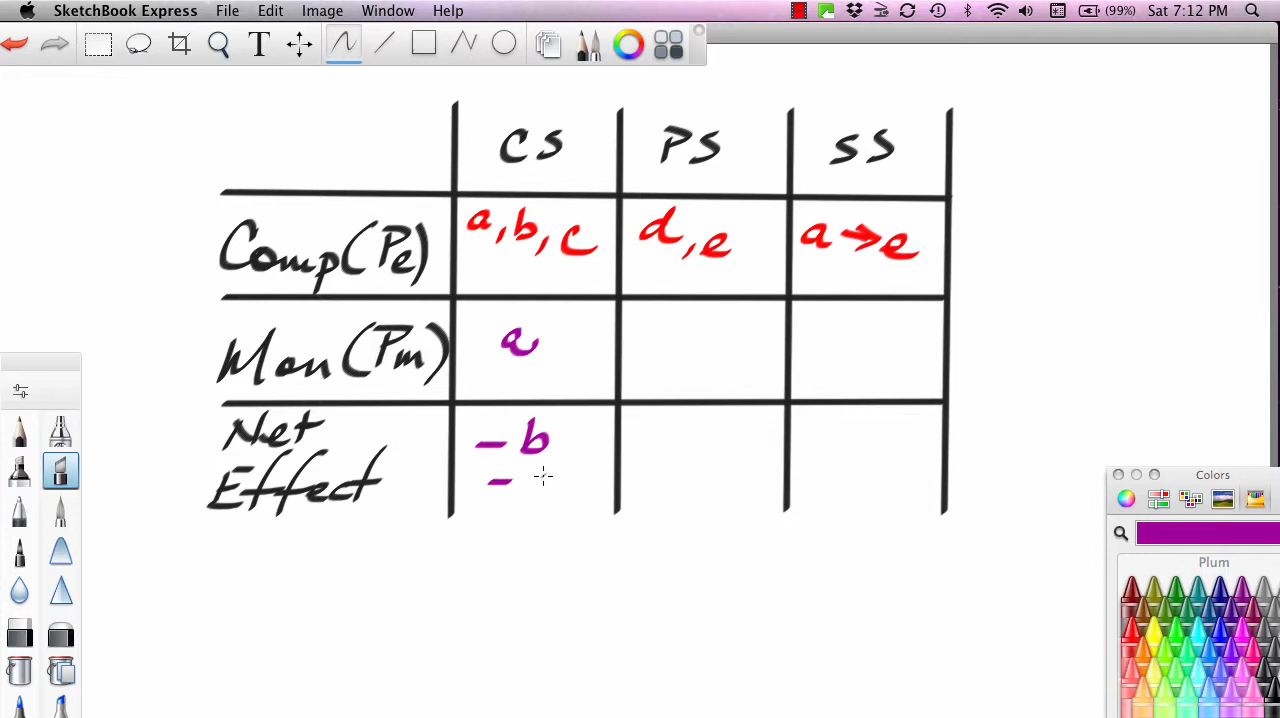 SketchBook Express File Edit Image Window Help (99%) Sat 7:12 PM
T
CS PS SS
Comp(Pe) a, b, c d, e a→e
Mon(Pm) a
Net
Effect - b
-
Colors
Plum